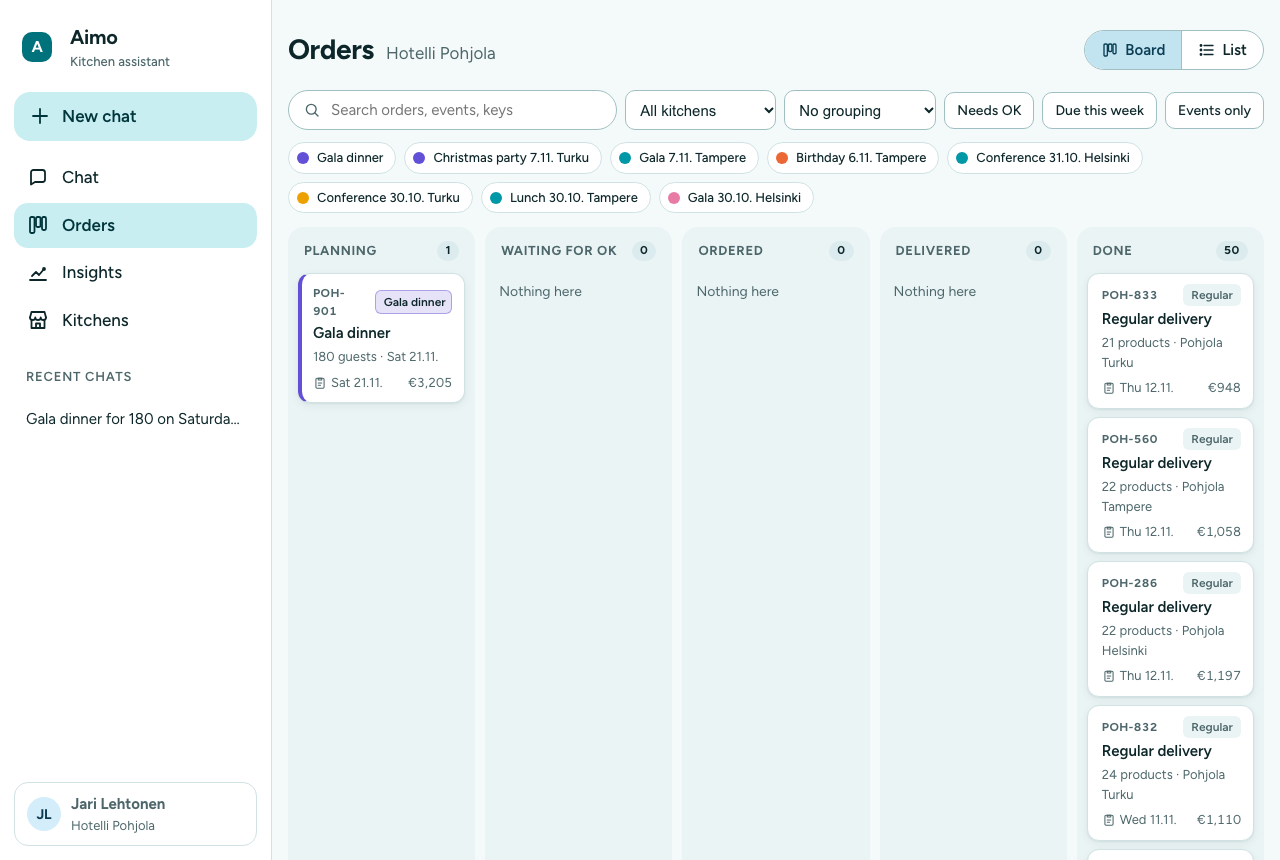 A
Aimo
Kitchen assistant
New chat
Chat
Orders
Insights
Kitchens
RECENT CHATS
Gala dinner for 180 on Saturda...
JL
Jari Lehtonen
Hotelli Pohjola
Orders
Hotelli Pohjola
Board
List
Search orders, events, keys
All kitchens
No grouping
Needs OK
Due this week
Events only
Gala dinner
Christmas party 7.11. Turku
Gala 7.11. Tampere
Birthday 6.11. Tampere
Conference 31.10. Helsinki
Conference 30.10. Turku
Lunch 30.10. Tampere
Gala 30.10. Helsinki
PLANNING 1
POH-
901
Gala dinner
Gala dinner
180 guests · Sat 21.11.
Sat 21.11. €3,205
WAITING FOR OK 0
Nothing here
ORDERED 0
Nothing here
DELIVERED 0
Nothing here
DONE 50
POH-833 Regular
Regular delivery
21 products · Pohjola
Turku
Thu 12.11. €948
POH-560 Regular
Regular delivery
22 products · Pohjola
Tampere
Thu 12.11. €1,058
POH-286 Regular
Regular delivery
22 products · Pohjola
Helsinki
Thu 12.11. €1,197
POH-832 Regular
Regular delivery
24 products · Pohjola
Turku
Wed 11.11. €1,110